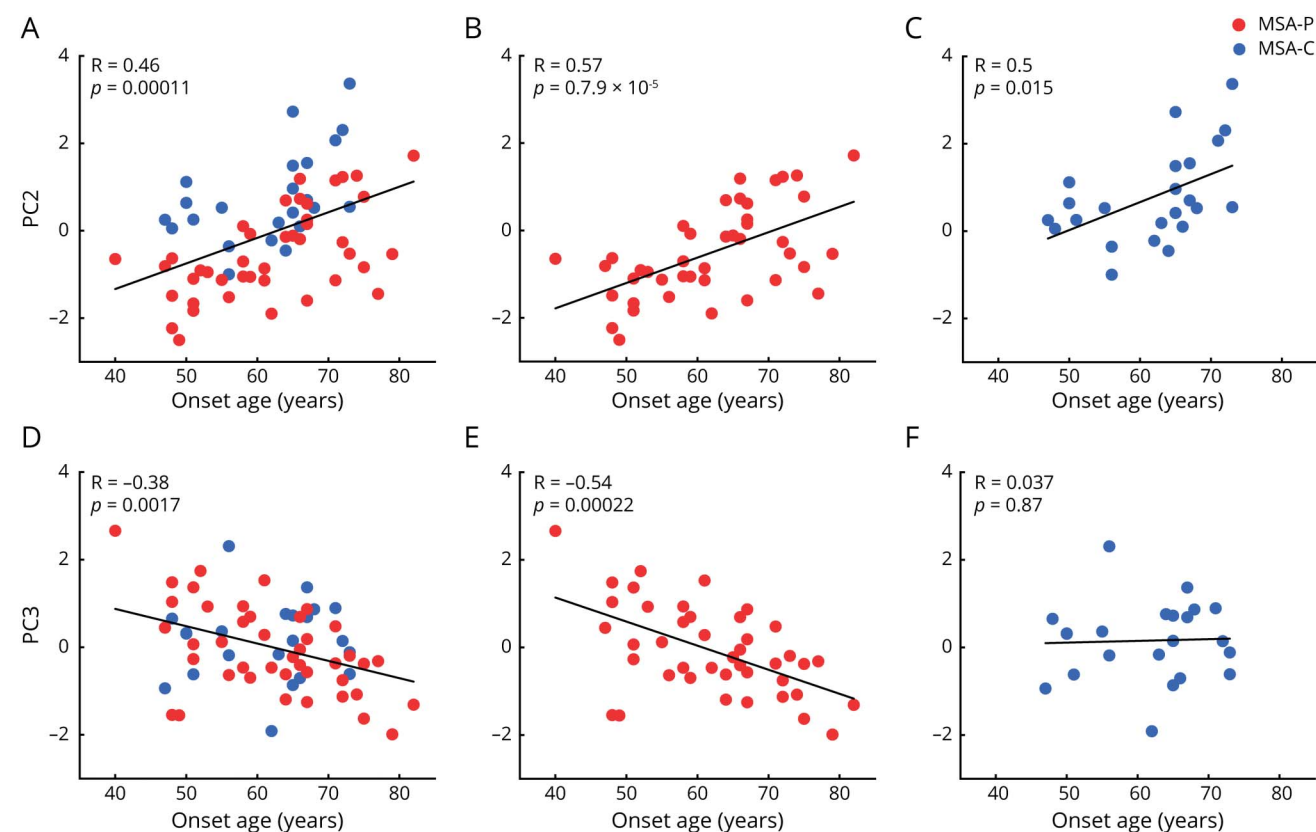 A
R = 0.46
p = 0.00011
4
2
0
–2
PC2
40 50 60 70 80
Onset age (years)
B
R = 0.57
p = 0.7.9 × 10-5
4
2
0
–2
40 50 60 70 80
Onset age (years)
C
MSA-P
MSA-C
R = 0.5
p = 0.015
4
2
0
–2
40 50 60 70 80
Onset age (years)
D
R = –0.38
p = 0.0017
4
2
0
–2
PC3
40 50 60 70 80
Onset age (years)
E
R = –0.54
p = 0.00022
4
2
0
–2
40 50 60 70 80
Onset age (years)
F
R = 0.037
p = 0.87
4
2
0
–2
40 50 60 70 80
Onset age (years)